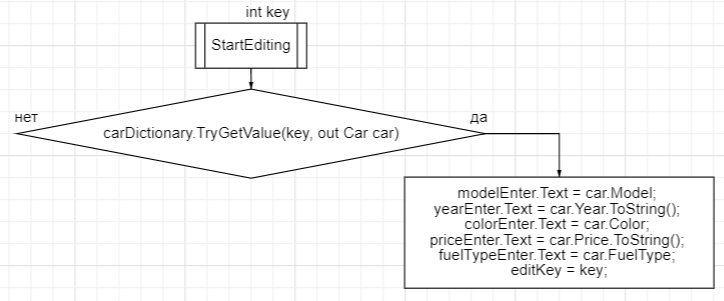 int key
StartEditing
нет
да
carDictionary.TryGetValue(key, out Car car)
modelEnter.Text = car.Model;
yearEnter.Text = car.Year.ToString();
colorEnter.Text = car.Color;
priceEnter.Text = car.Price.ToString();
fuelTypeEnter.Text = car.FuelType;
editKey = key;